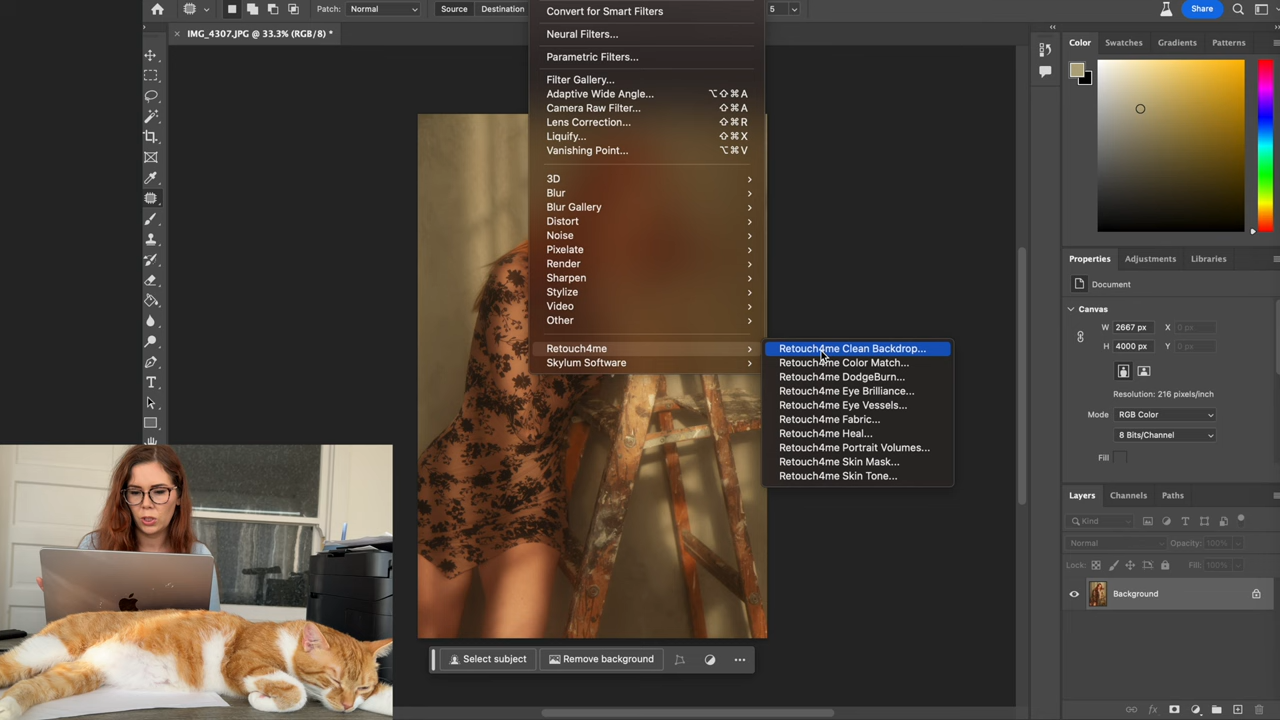 Patch:
Normal
Source
Destination
5
Share
IMG_4307.JPG @ 33.3% (RGB/8) *
Convert for Smart Filters
Neural Filters...
Parametric Filters...
Filter Gallery...
Adaptive Wide Angle... ⌥⇧⌘A
Camera Raw Filter... ⇧⌘A
Lens Correction... ⇧⌘R
Liquify... ⇧⌘X
Vanishing Point... ⌥⌘V
3D
Blur
Blur Gallery
Distort
Noise
Pixelate
Render
Sharpen
Stylize
Video
Other
Retouch4me
Skylum Software
Retouch4me Clean Backdrop...
Retouch4me Color Match...
Retouch4me DodgeBurn...
Retouch4me Eye Brilliance...
Retouch4me Eye Vessels...
Retouch4me Fabric...
Retouch4me Heal...
Retouch4me Portrait Volumes...
Retouch4me Skin Mask...
Retouch4me Skin Tone...
Select subject
Remove background
Color
Swatches
Gradients
Patterns
Properties
Adjustments
Libraries
Document
Canvas
W 2667 px X 0 px
H 4000 px Y 0 px
Resolution: 216 pixels/inch
Mode RGB Color
8 Bits/Channel
Fill
Layers
Channels
Paths
Kind
Normal
Opacity: 100%
Lock:
Fill: 100%
Background